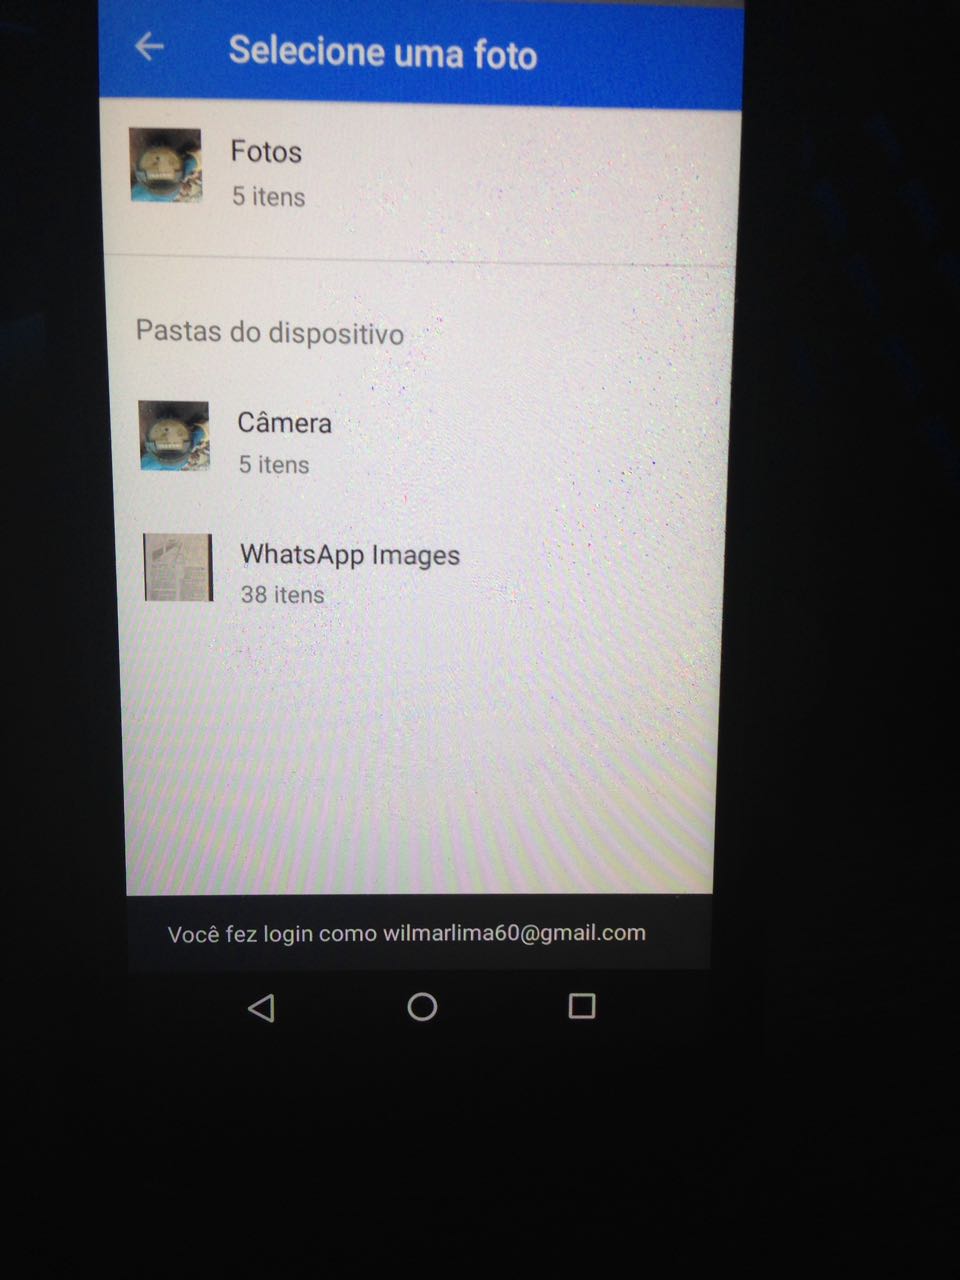 Selecione uma foto
Fotos
5 itens
Pastas do dispositivo
Câmera
5 itens
WhatsApp Images
38 itens
Você fez login como wilmarlima60@gmail.com